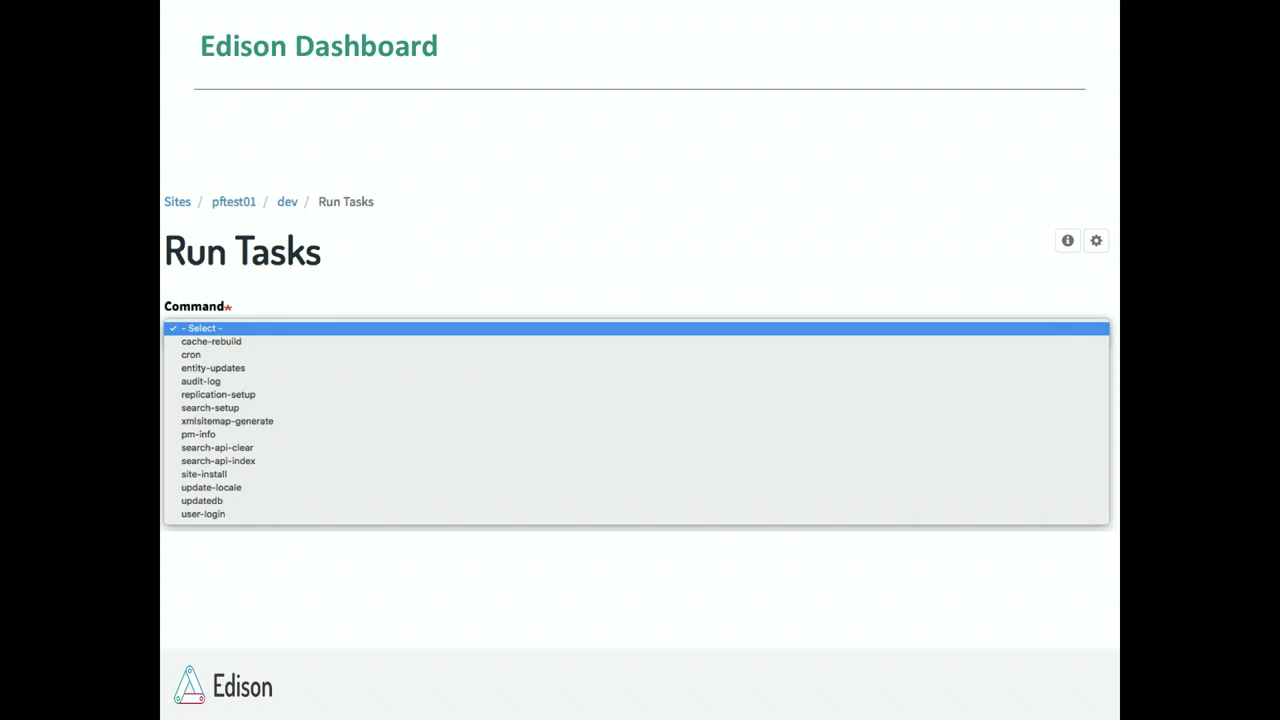 Edison Dashboard
Sites / pftest01 / dev / Run Tasks
Run Tasks
Command*
✓ - Select -
cache-rebuild
cron
entity-updates
audit-log
replication-setup
search-setup
xmlsitemap-generate
pm-info
search-api-clear
search-api-index
site-install
update-locale
updatedb
user-login
Edison